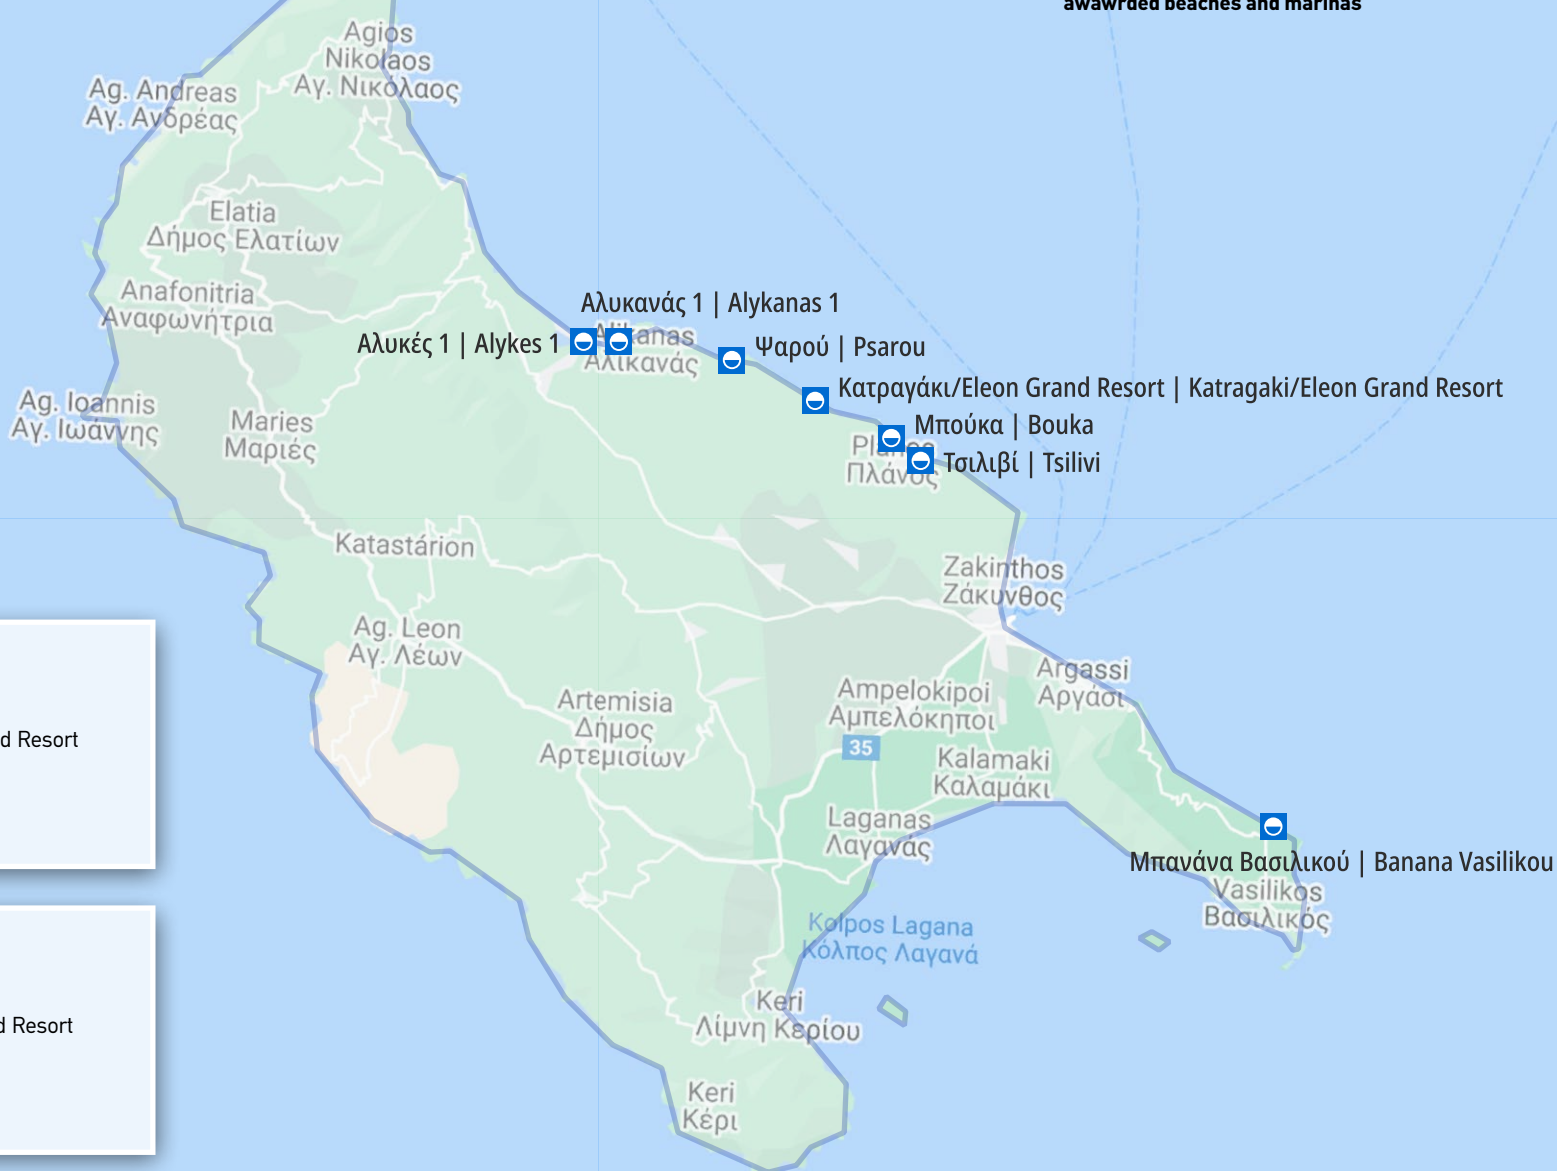 awawrded beaches and marinas
Agios
Nikolaos
Αγ. Νικόλαος
Ag. Andreas
Αγ. Ανδρέας
Elatia
Δήμος Ελατίων
Anafonitria
Αναφωνήτρια
Αλυκανάς 1 | Alykanas 1
Αλυκές 1 | Alykes 1
Alikanas
Αλικανάς
Ψαρού | Psarou
Κατραγάκι/Eleon Grand Resort | Katragaki/Eleon Grand Resort
Ag. Ioannis
Αγ. Ιωάννης
Maries
Μαριές
Μπούκα | Bouka
Planos
Πλάνος
Τσιλιβί | Tsilivi
Katastárion
Zakinthos
Ζάκυνθος
Ag. Leon
Αγ. Λέων
Argassi
Αργάσι
Artemisia
Δήμος
Αρτεμισίων
Ampelokipoi
Αμπελόκηποι
35
Kalamaki
Καλαμάκι
d Resort
Laganas
Λαγανάς
Μπανάνα Βασιλικού | Banana Vasilikou
Vasilikos
Βασιλικός
Kolpos Lagana
Κόλπος Λαγανά
Keri
Λίμνη Κερίου
d Resort
Keri
Κέρι